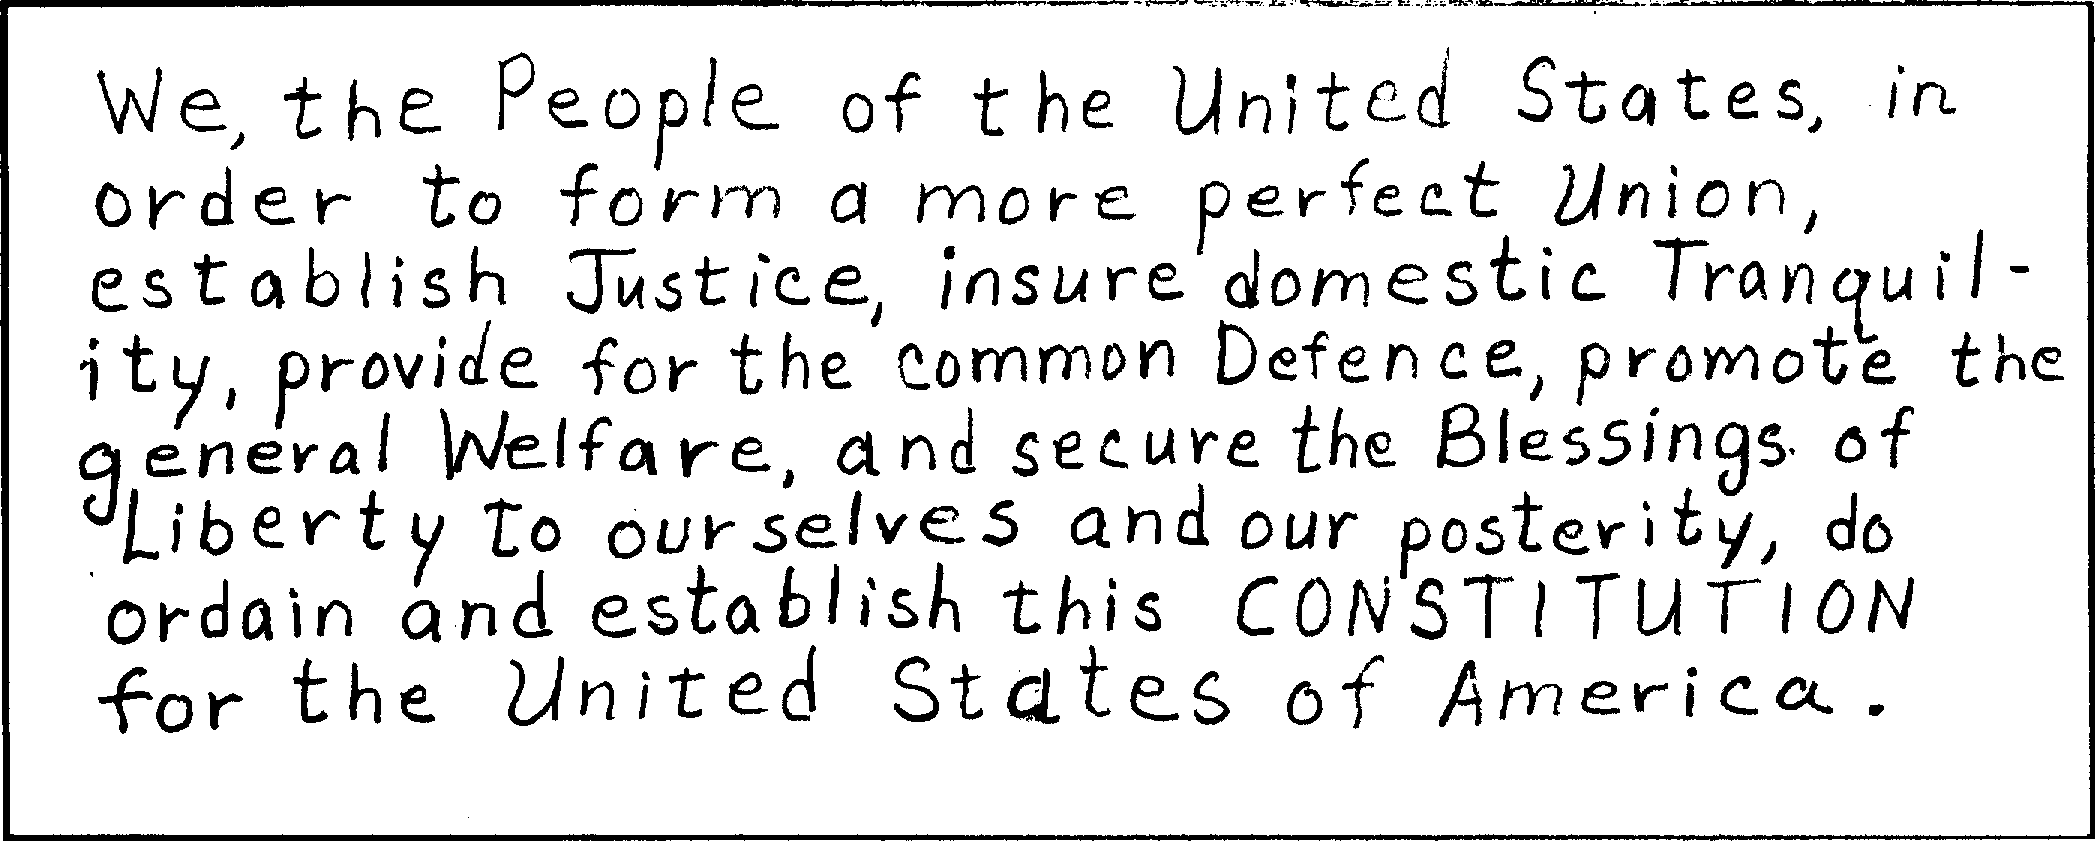 We, the People of the United States, in
order to form a more perfect Union,
establish Justice, insure domestic Tranquil-
ity, provide for the common Defence, promote the
general Welfare, and secure the Blessings of
Liberty to ourselves and our posterity, do
ordain and establish this CONSTITUTION
for the United States of America.